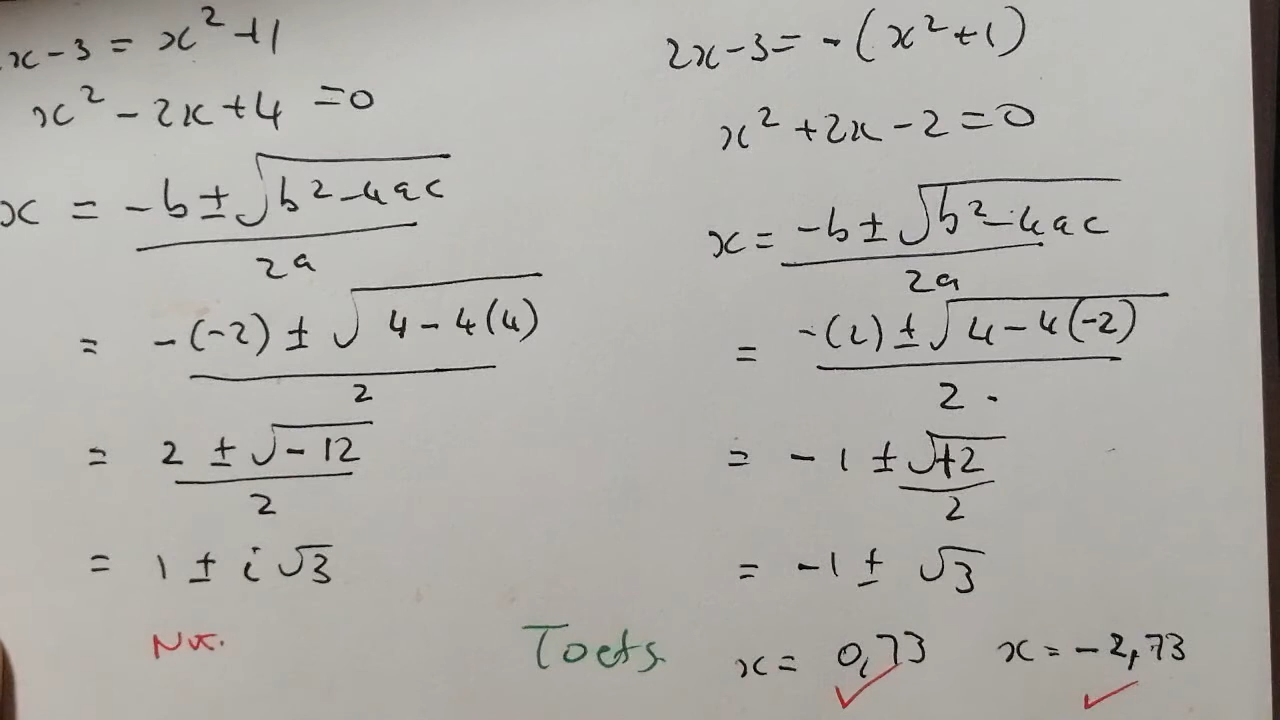 x-3 = x² +1
x² - 2x + 4 = 0
x = -b ± √(b² - 4ac) / 2a
= -(-2) ± √(4 - 4(4)) / 2
= 2 ± √(-12) / 2
= 1 ± i√3
2x-3 = -(x² +1)
x² + 2x - 2 = 0
x = -b ± √(b² - 4ac) / 2a
= -(2) ± √(4 - 4(-2)) / 2
= -1 ± √12 / 2
= -1 ± √3
Toets
x = 0,73 x = -2,73